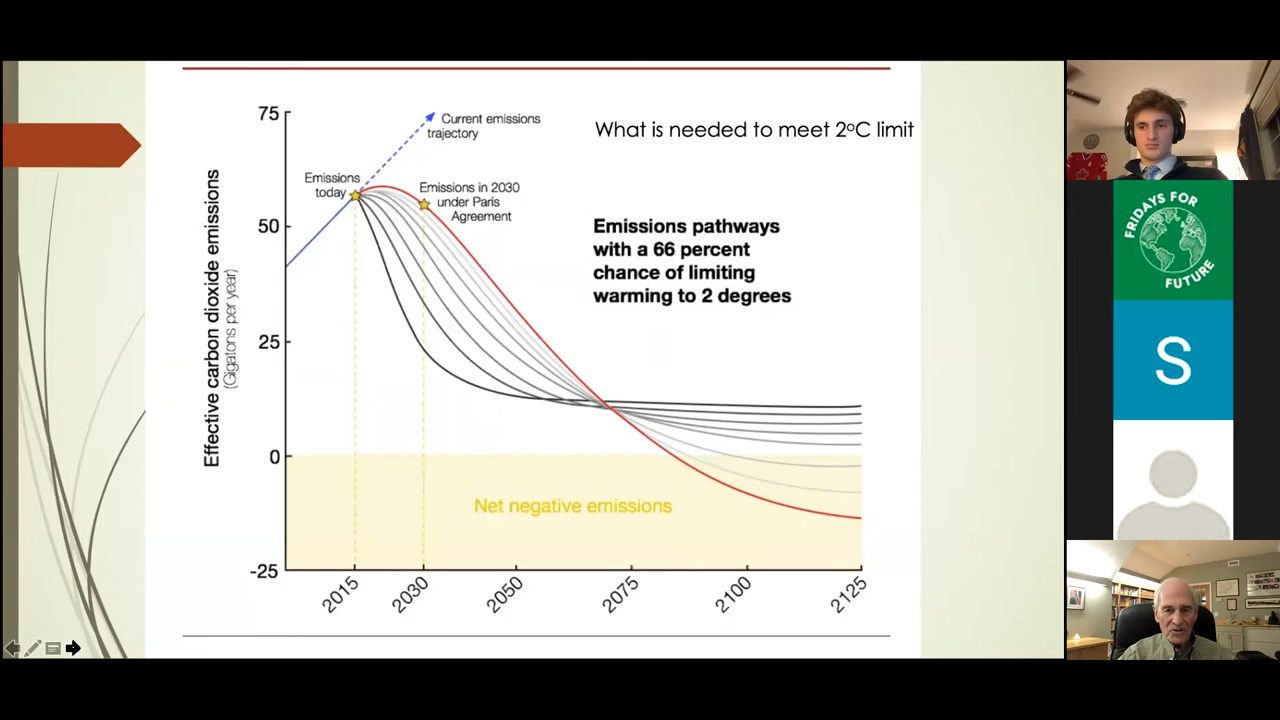 What is needed to meet 2ºC limit
75
50
25
0
-25
Effective carbon dioxide emissions
(Gigatons per year)
Current emissions
trajectory
Emissions
today
Emissions in 2030
under Paris
Agreement
Emissions pathways
with a 66 percent
chance of limiting
warming to 2 degrees
Net negative emissions
2015
2030
2050
2075
2100
2125
FRIDAYS FOR
FUTURE
S